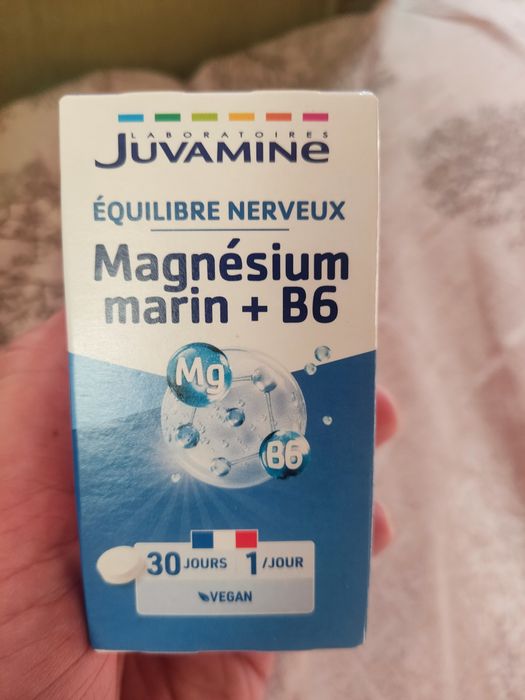 LABORATOIRES
JUVAMINe
ÉQUILIBRE NERVEUX
Magnésium
marin + B6
Mg
B6
30 JOURS 1 /JOUR
VEGAN